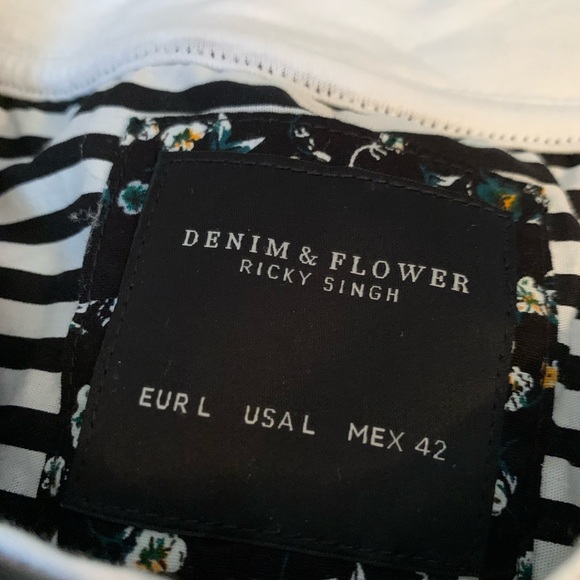 DENIM & FLOWER
RICKY SINGH
EUR L USA L MEX 42